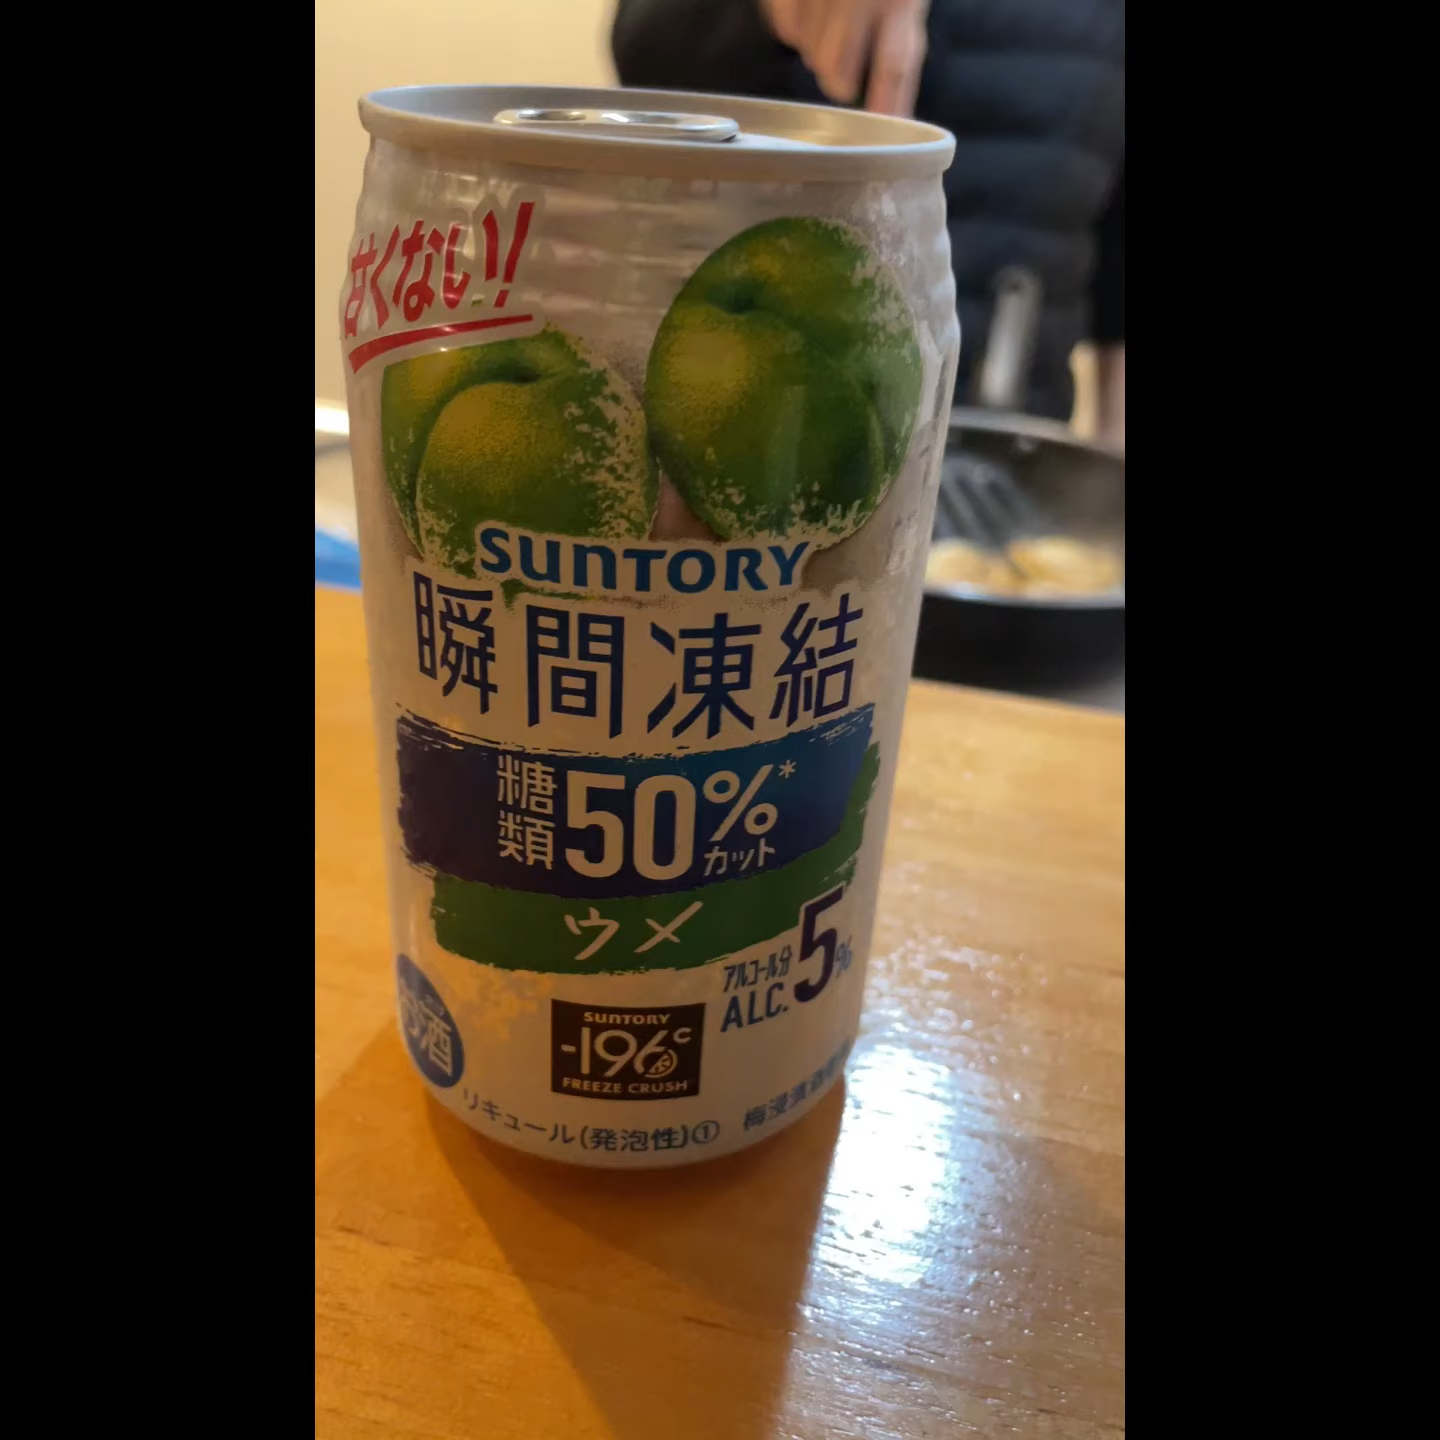 甘くない!!
SUNTORY
瞬間凍結
糖類50%*カット
ウメ
アルコール分
ALC. 5%
お酒
SUNTORY
-196℃
FREEZE CRUSH
リキュール(発泡性)① 梅浸漬酒